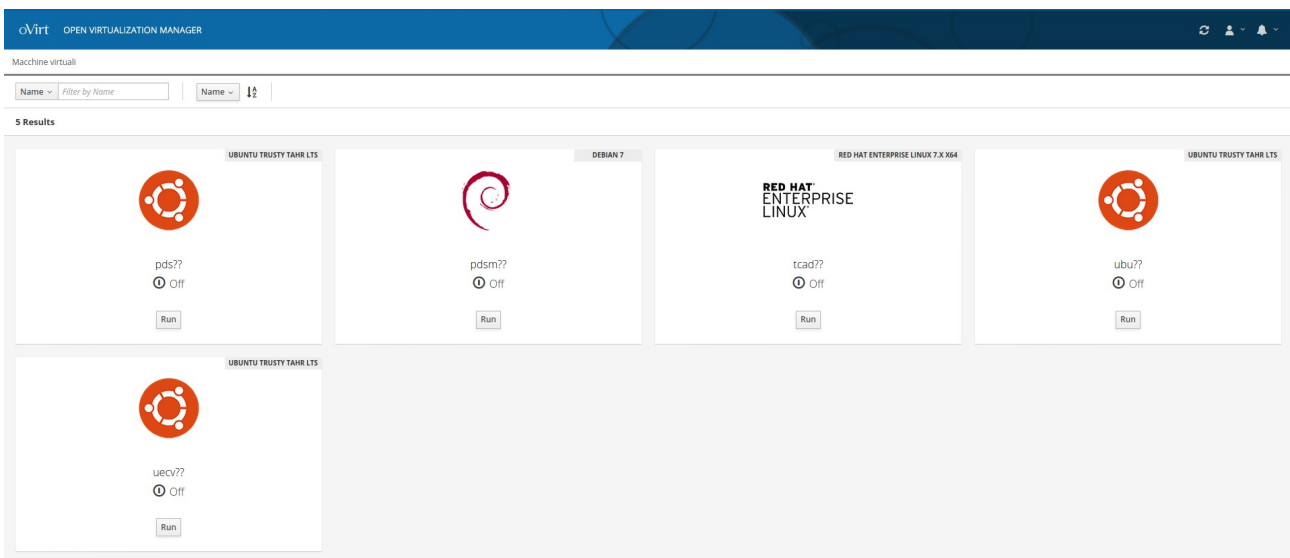 oVirt OPEN VIRTUALIZATION MANAGER
Macchine virtuali
Name Filter by Name Name
5 Results
UBUNTU TRUSTY TAHR LTS
pds??
Off
Run
DEBIAN 7
pdsm??
Off
Run
RED HAT ENTERPRISE LINUX 7.X X64
RED HAT
ENTERPRISE
LINUX
tcad??
Off
Run
UBUNTU TRUSTY TAHR LTS
ubu??
Off
Run
UBUNTU TRUSTY TAHR LTS
uecv??
Off
Run